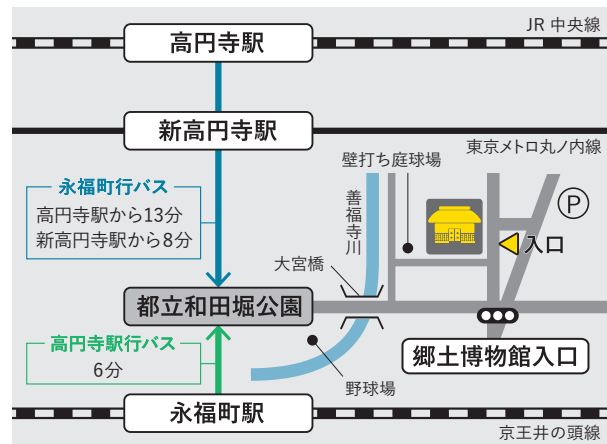 JR 中央線
高円寺駅
新高円寺駅
東京メトロ丸ノ内線
壁打ち庭球場
永福町行バス
高円寺駅から13分
新高円寺駅から8分
善福寺川
P
入口
大宮橋
都立和田堀公園
高円寺駅行バス
6分
郷土博物館入口
野球場
永福町駅
京王井の頭線